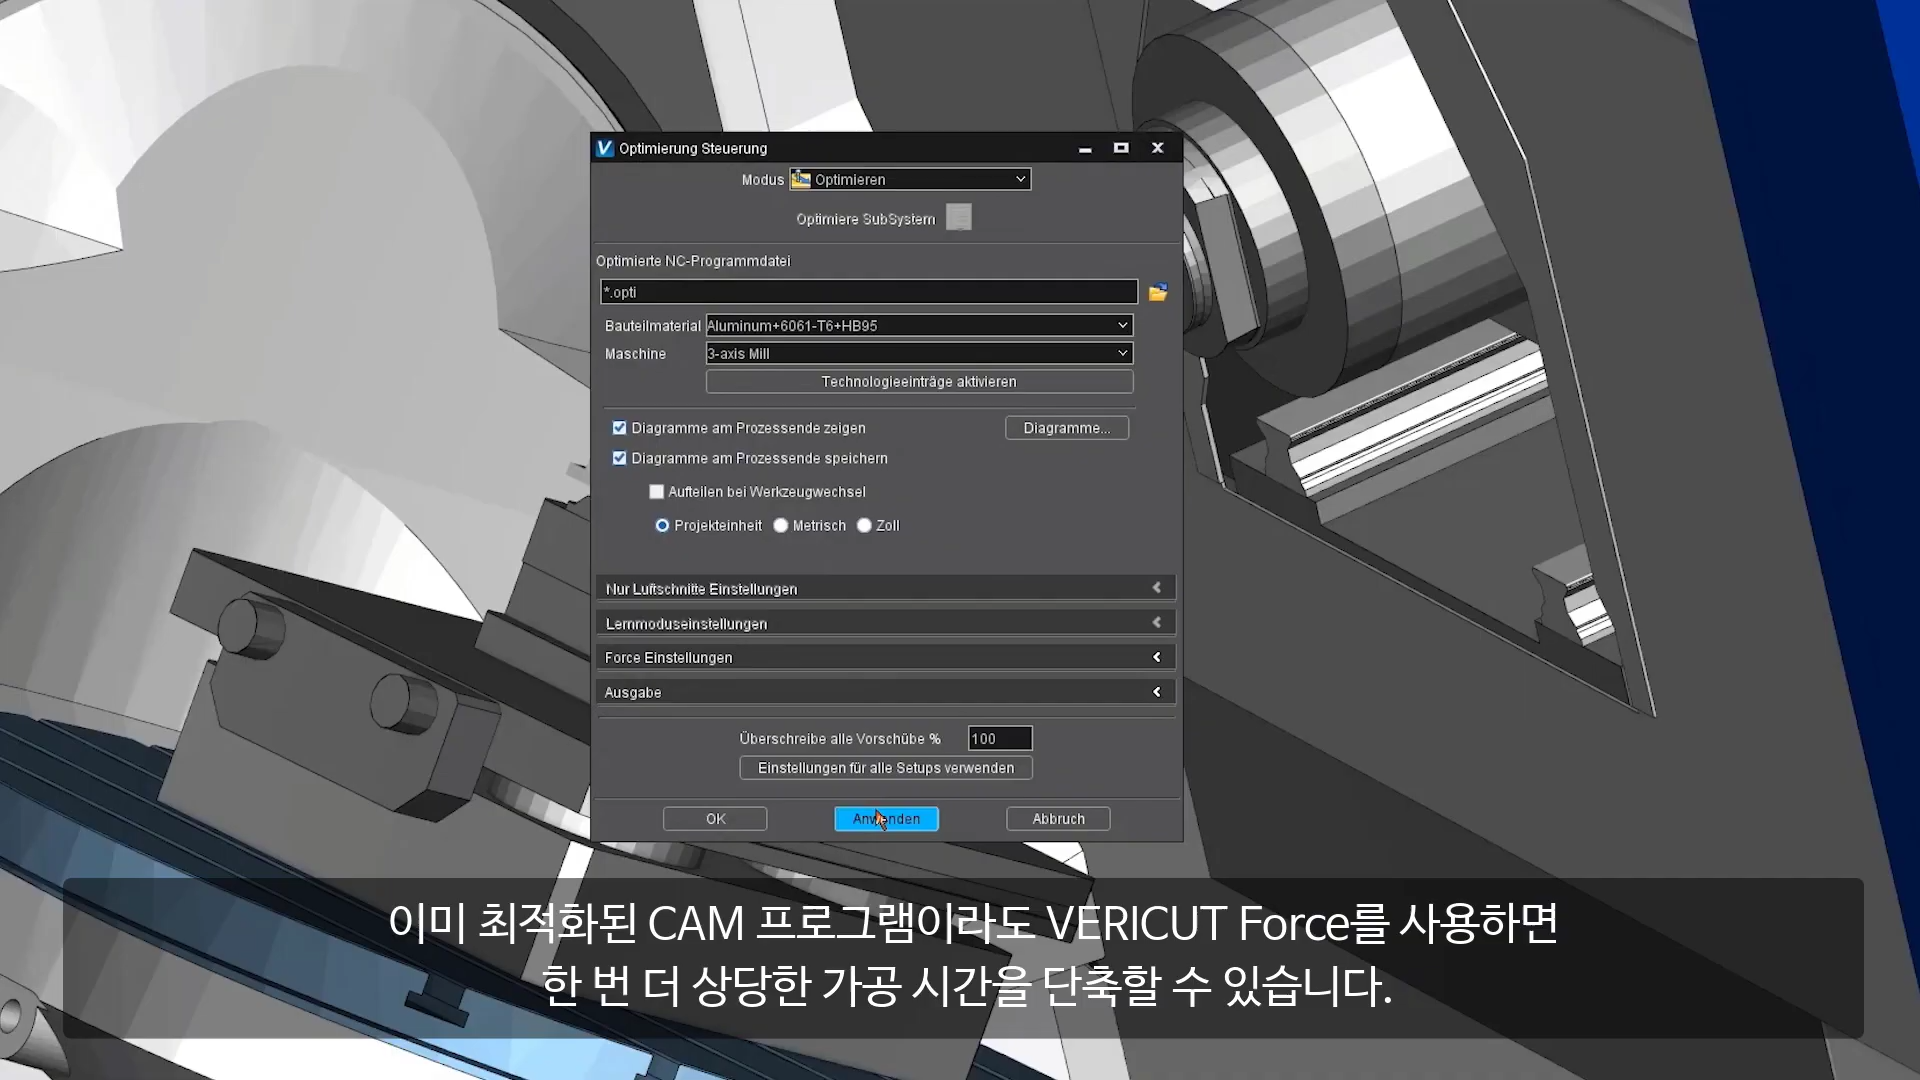 Optimierung Steuerung
Modus Optimieren
Optimiere SubSystem
Optimierte NC-Programmdatei
*.opti
Bauteilmaterial Aluminum+6061-T6+HB95
Maschine 3-axis Mill
Technologieeinträge aktivieren
Diagramme am Prozessende zeigen Diagramme...
Diagramme am Prozessende speichern
Aufteilen bei Werkzeugwechsel
Projekteinheit Metrisch Zoll
Nur Luftschnitte Einstellungen
Lernmoduseinstellungen
Force Einstellungen
Ausgabe
Überschreibe alle Vorschübe % 100
Einstellungen für alle Setups verwenden
OK Anwenden Abbruch
이미 최적화된 CAM 프로그램이라도 VERICUT Force를 사용하면
한 번 더 상당한 가공 시간을 단축할 수 있습니다.